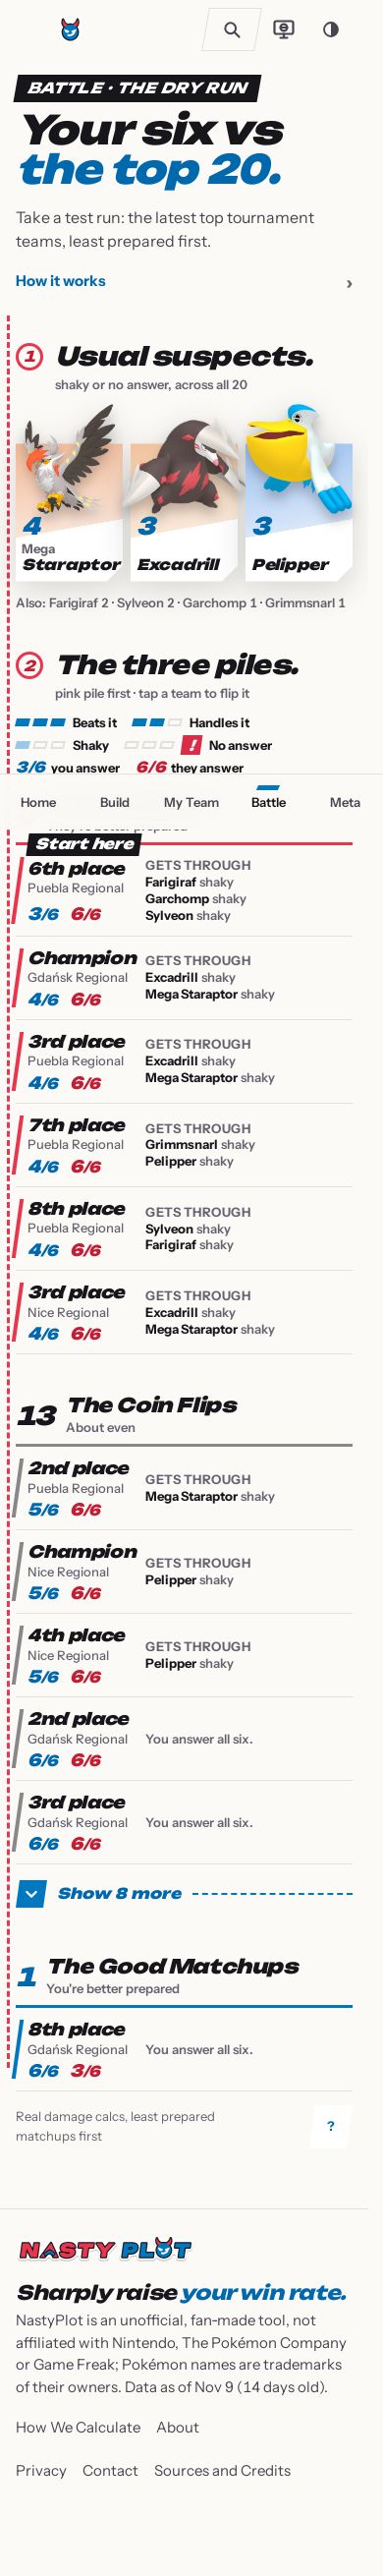 BATTLE · THE DRY RUN
Your six vs
the top 20.
Take a test run: the latest top tournament
teams, least prepared first.
How it works ›
1 Usual suspects.
shaky or no answer, across all 20
4
Mega
Staraptor
3
Excadrill
3
Pelipper
Also: Farigiraf 2 · Sylveon 2 · Garchomp 1 · Grimmsnarl 1
2 The three piles.
pink pile first · tap a team to flip it
Beats it Handles it
Shaky ! No answer
3/6 you answer 6/6 they answer
Home Build My Team Battle Meta
They're better prepared
Start here
6th place
Puebla Regional
3/6 6/6
GETS THROUGH
Farigiraf shaky
Garchomp shaky
Sylveon shaky
Champion
Gdańsk Regional
4/6 6/6
GETS THROUGH
Excadrill shaky
Mega Staraptor shaky
3rd place
Puebla Regional
4/6 6/6
GETS THROUGH
Excadrill shaky
Mega Staraptor shaky
7th place
Puebla Regional
4/6 6/6
GETS THROUGH
Grimmsnarl shaky
Pelipper shaky
8th place
Puebla Regional
4/6 6/6
GETS THROUGH
Sylveon shaky
Farigiraf shaky
3rd place
Nice Regional
4/6 6/6
GETS THROUGH
Excadrill shaky
Mega Staraptor shaky
13 The Coin Flips
About even
2nd place
Puebla Regional
5/6 6/6
GETS THROUGH
Mega Staraptor shaky
Champion
Nice Regional
5/6 6/6
GETS THROUGH
Pelipper shaky
4th place
Nice Regional
5/6 6/6
GETS THROUGH
Pelipper shaky
2nd place
Gdańsk Regional
6/6 6/6
You answer all six.
3rd place
Gdańsk Regional
6/6 6/6
You answer all six.
Show 8 more
1 The Good Matchups
You're better prepared
8th place
Gdańsk Regional
6/6 3/6
You answer all six.
Real damage calcs, least prepared
matchups first
?
NASTY PLOT
Sharply raise your win rate.
NastyPlot is an unofficial, fan-made tool, not
affiliated with Nintendo, The Pokémon Company
or Game Freak; Pokémon names are trademarks
of their owners. Data as of Nov 9 (14 days old).
How We Calculate About
Privacy Contact Sources and Credits